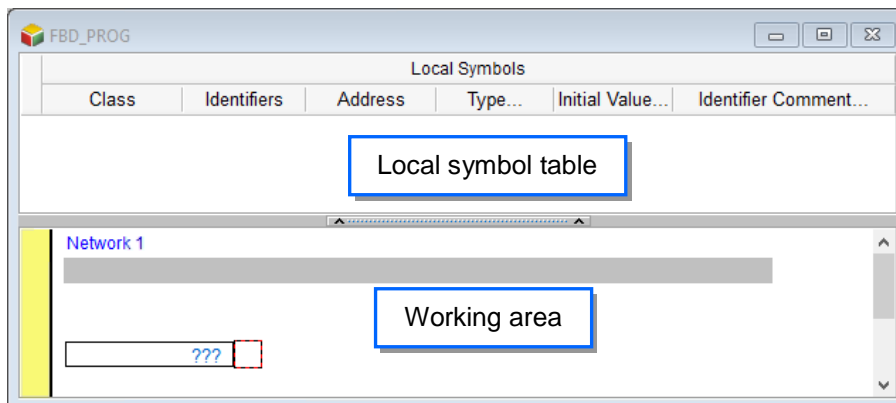 FBD_PROG
Local Symbols
Class Identifiers Address Type... Initial Value... Identifier Comment...
Local symbol table
Network 1
Working area
???